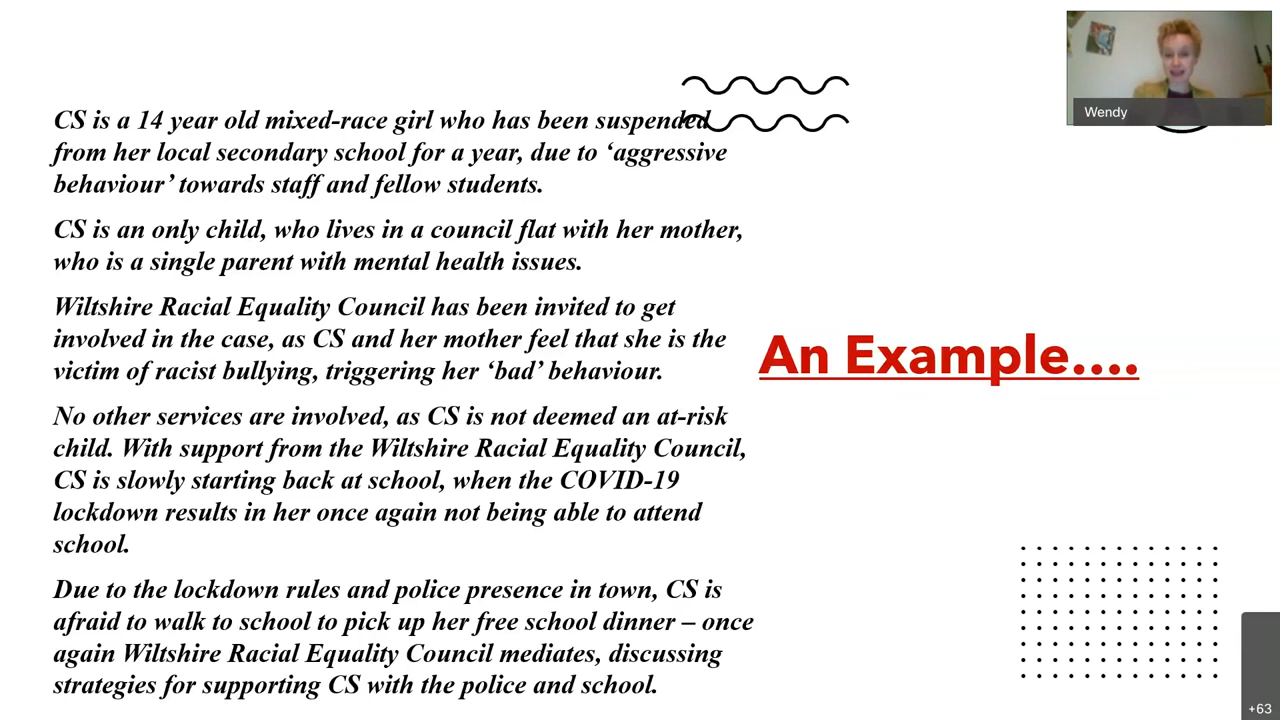 Wendy
CS is a 14 year old mixed-race girl who has been suspended
from her local secondary school for a year, due to ‘aggressive
behaviour’ towards staff and fellow students.
CS is an only child, who lives in a council flat with her mother,
who is a single parent with mental health issues.
Wiltshire Racial Equality Council has been invited to get
involved in the case, as CS and her mother feel that she is the
victim of racist bullying, triggering her ‘bad’ behaviour.
No other services are involved, as CS is not deemed an at-risk
child. With support from the Wiltshire Racial Equality Council,
CS is slowly starting back at school, when the COVID-19
lockdown results in her once again not being able to attend
school.
Due to the lockdown rules and police presence in town, CS is
afraid to walk to school to pick up her free school dinner – once
again Wiltshire Racial Equality Council mediates, discussing
strategies for supporting CS with the police and school.
An Example....
+63